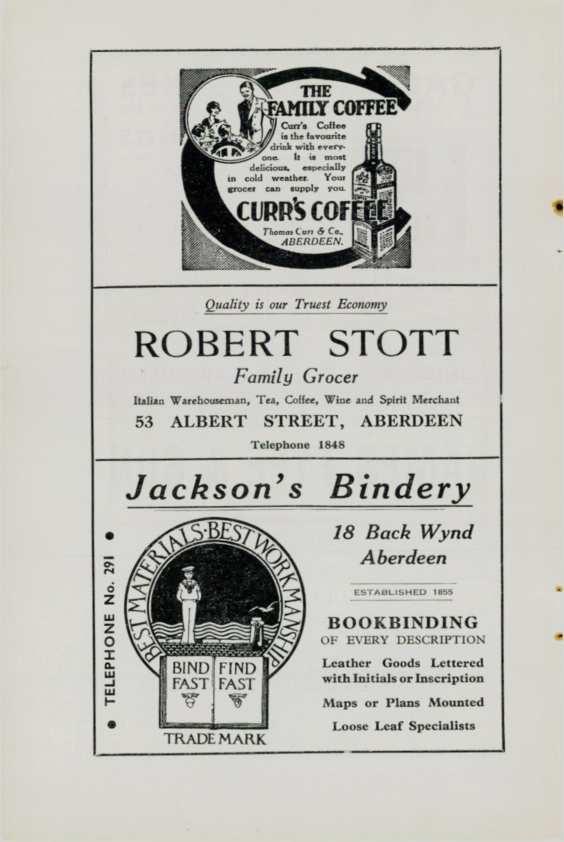 THE
FAMILY COFFEE
Curr's Coffee
is the favourite
drink with every-
one. It is most
delicious, especially
in cold weather. Your
grocer can supply you.
CURR'S COFFEE
Thomas Curr & Co.,
ABERDEEN.
Quality is our Truest Economy
ROBERT STOTT
Family Grocer
Italian Warehouseman, Tea, Coffee, Wine and Spirit Merchant
53 ALBERT STREET, ABERDEEN
Telephone 1848
Jackson's Bindery
TELEPHONE No. 291
BEST MATERIALS·BEST WORKMANSHIP
BIND FAST
FIND FAST
TRADE MARK
18 Back Wynd
Aberdeen
ESTABLISHED 1855
BOOKBINDING
OF EVERY DESCRIPTION
Leather Goods Lettered
with Initials or Inscription
Maps or Plans Mounted
Loose Leaf Specialists